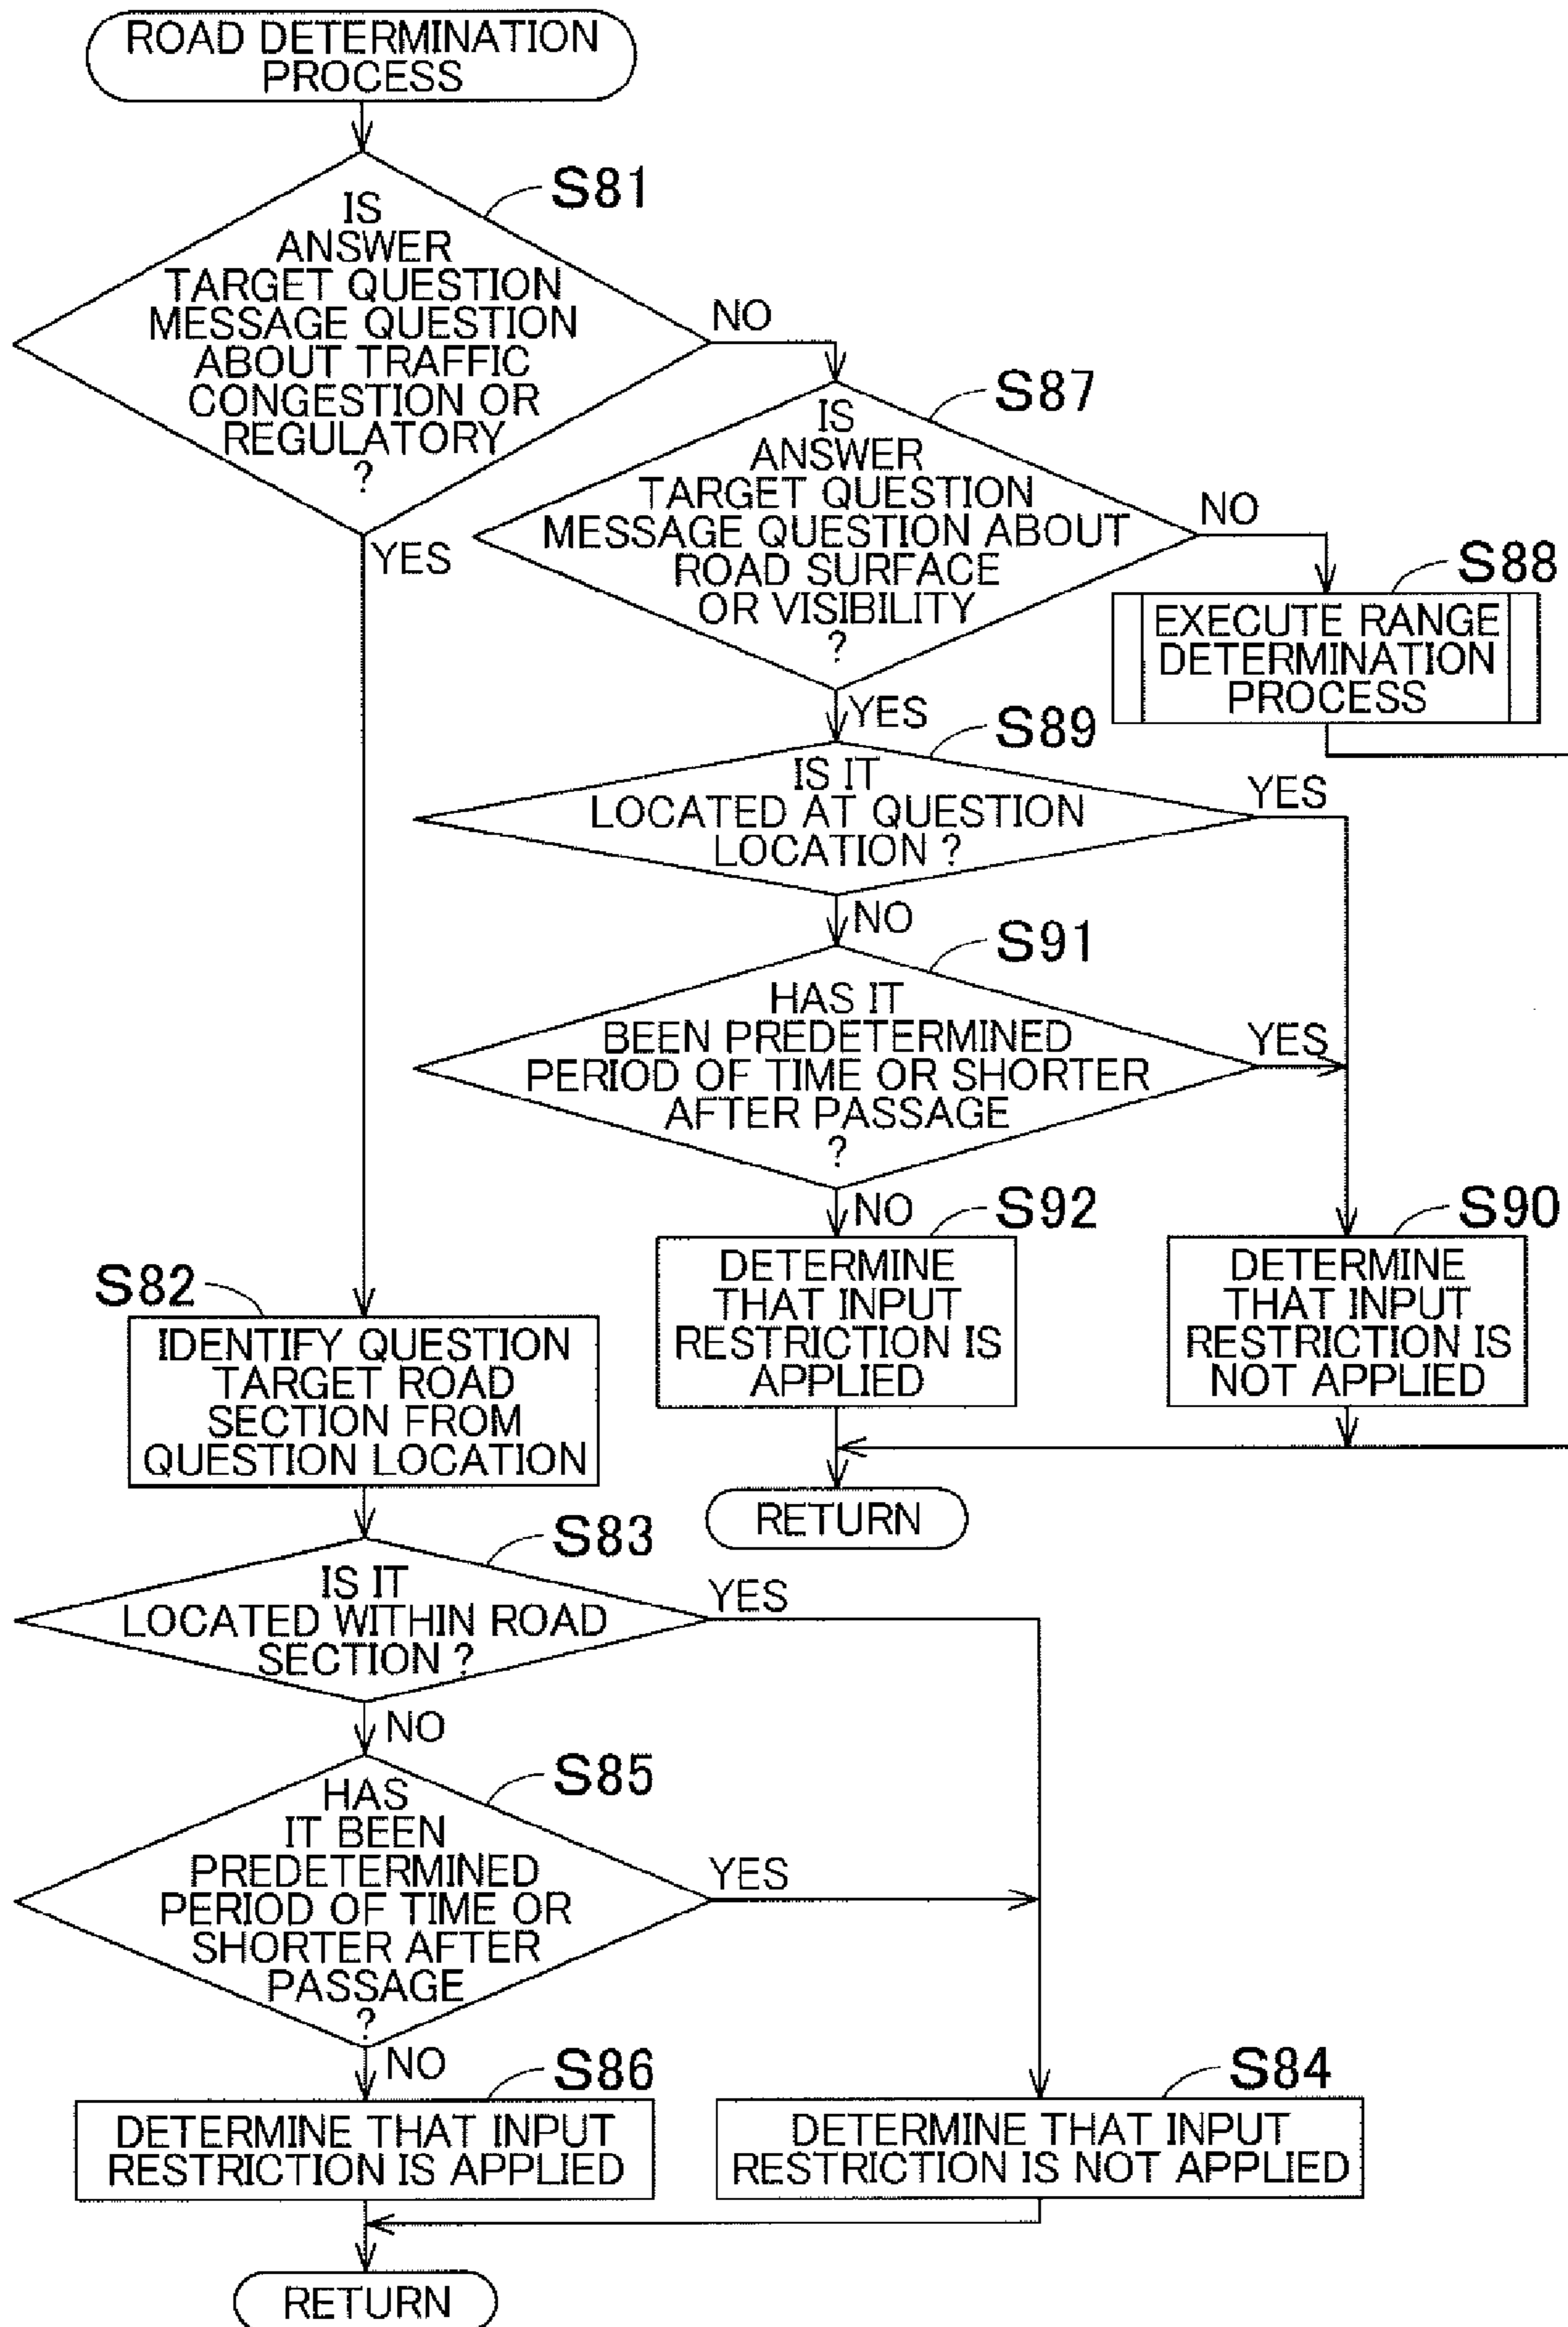 ROAD DETERMINATION
PROCESS
S81
IS
ANSWER
TARGET QUESTION
MESSAGE QUESTION
ABOUT TRAFFIC
CONGESTION OR
REGULATORY
?
NO
YES
S87
IS
ANSWER
TARGET QUESTION
MESSAGE QUESTION ABOUT
ROAD SURFACE
OR VISIBILITY
?
NO
YES
S88
EXECUTE RANGE
DETERMINATION
PROCESS
S89
IS IT
LOCATED AT QUESTION
LOCATION ?
YES
NO
S91
HAS IT
BEEN PREDETERMINED
PERIOD OF TIME OR SHORTER
AFTER PASSAGE
?
YES
NO
S92
DETERMINE
THAT INPUT
RESTRICTION IS
APPLIED
S90
DETERMINE
THAT INPUT
RESTRICTION IS
NOT APPLIED
RETURN
S82
IDENTIFY QUESTION
TARGET ROAD
SECTION FROM
QUESTION LOCATION
S83
IS IT
LOCATED WITHIN ROAD
SECTION ?
YES
NO
S85
HAS
IT BEEN
PREDETERMINED
PERIOD OF TIME OR
SHORTER AFTER
PASSAGE
?
YES
NO
S86
DETERMINE THAT INPUT
RESTRICTION IS APPLIED
S84
DETERMINE THAT INPUT
RESTRICTION IS NOT APPLIED
RETURN